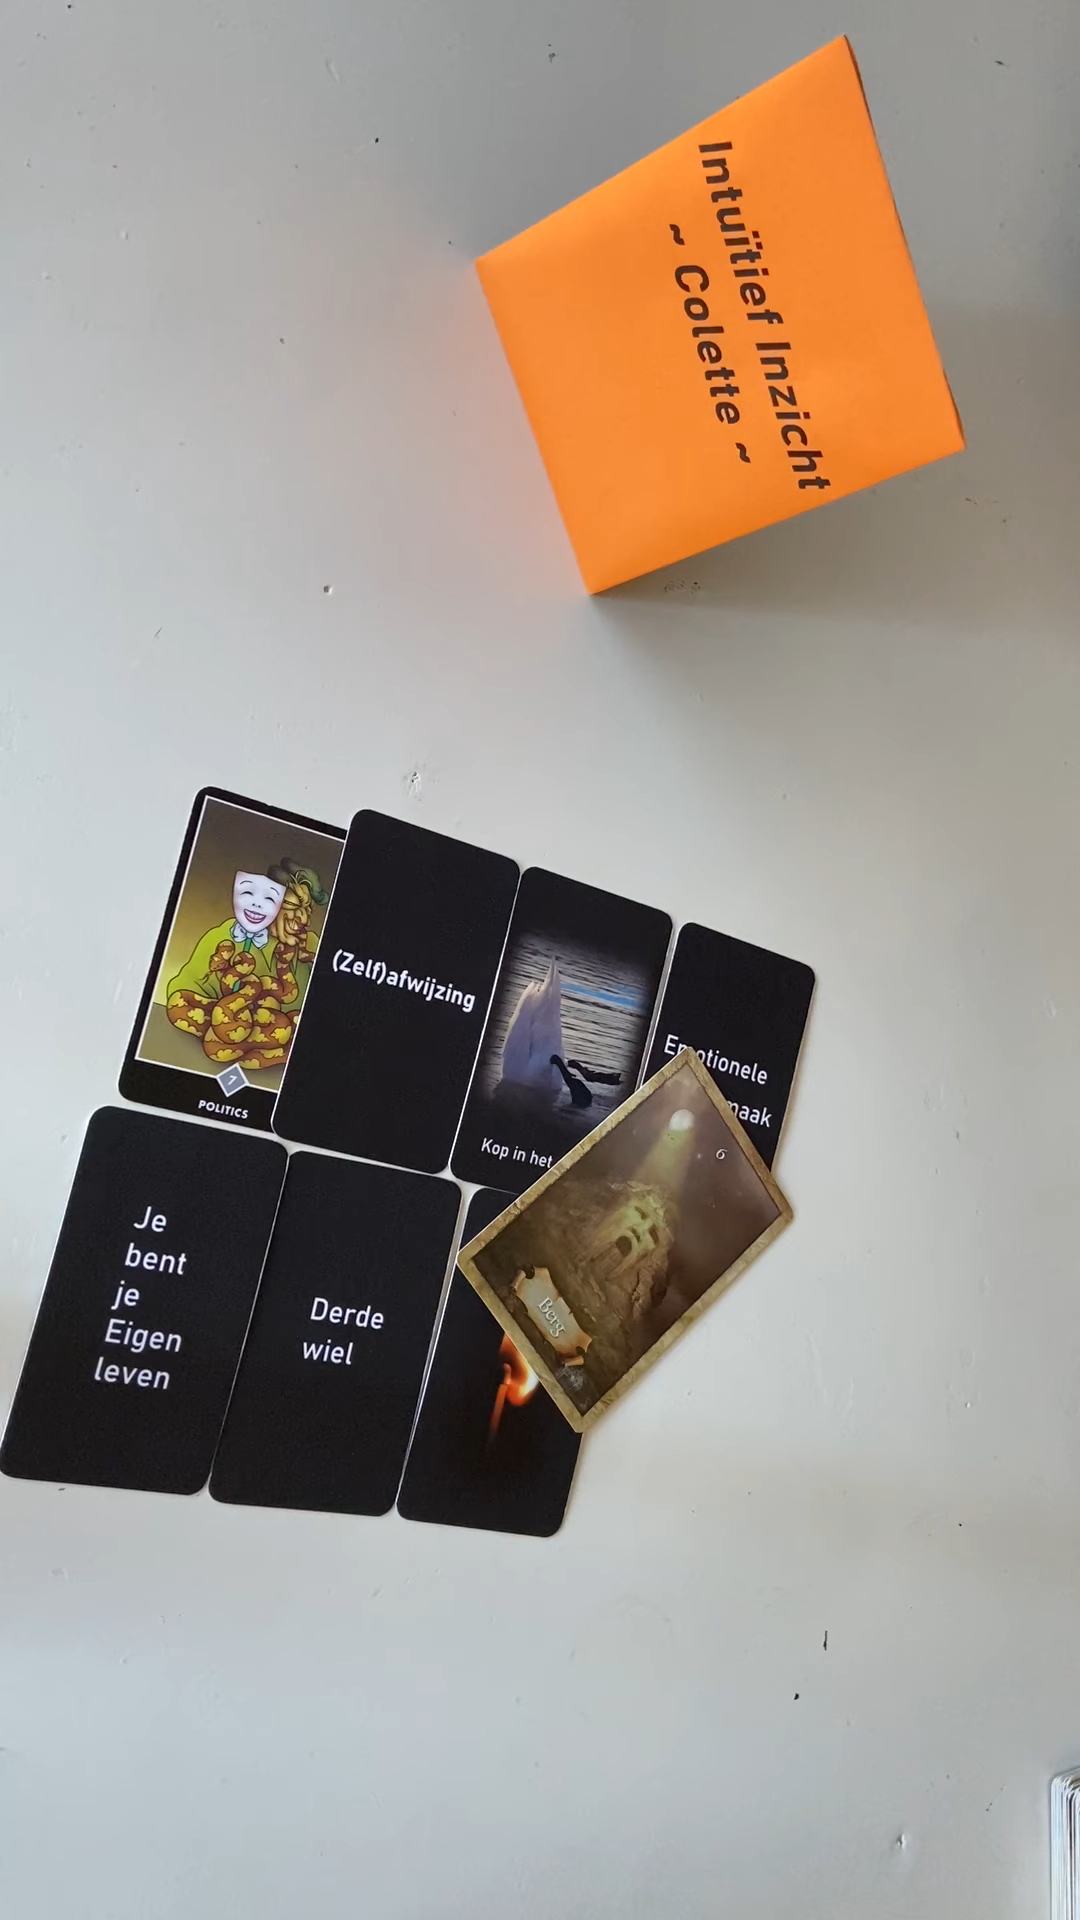 Intuïtief Inzicht
~ Colette ~
7
POLITICS
(Zelf)afwijzing
Kop in het
Emotionele
Je
bent
je
Eigen
leven
Derde
wiel
6
Berg